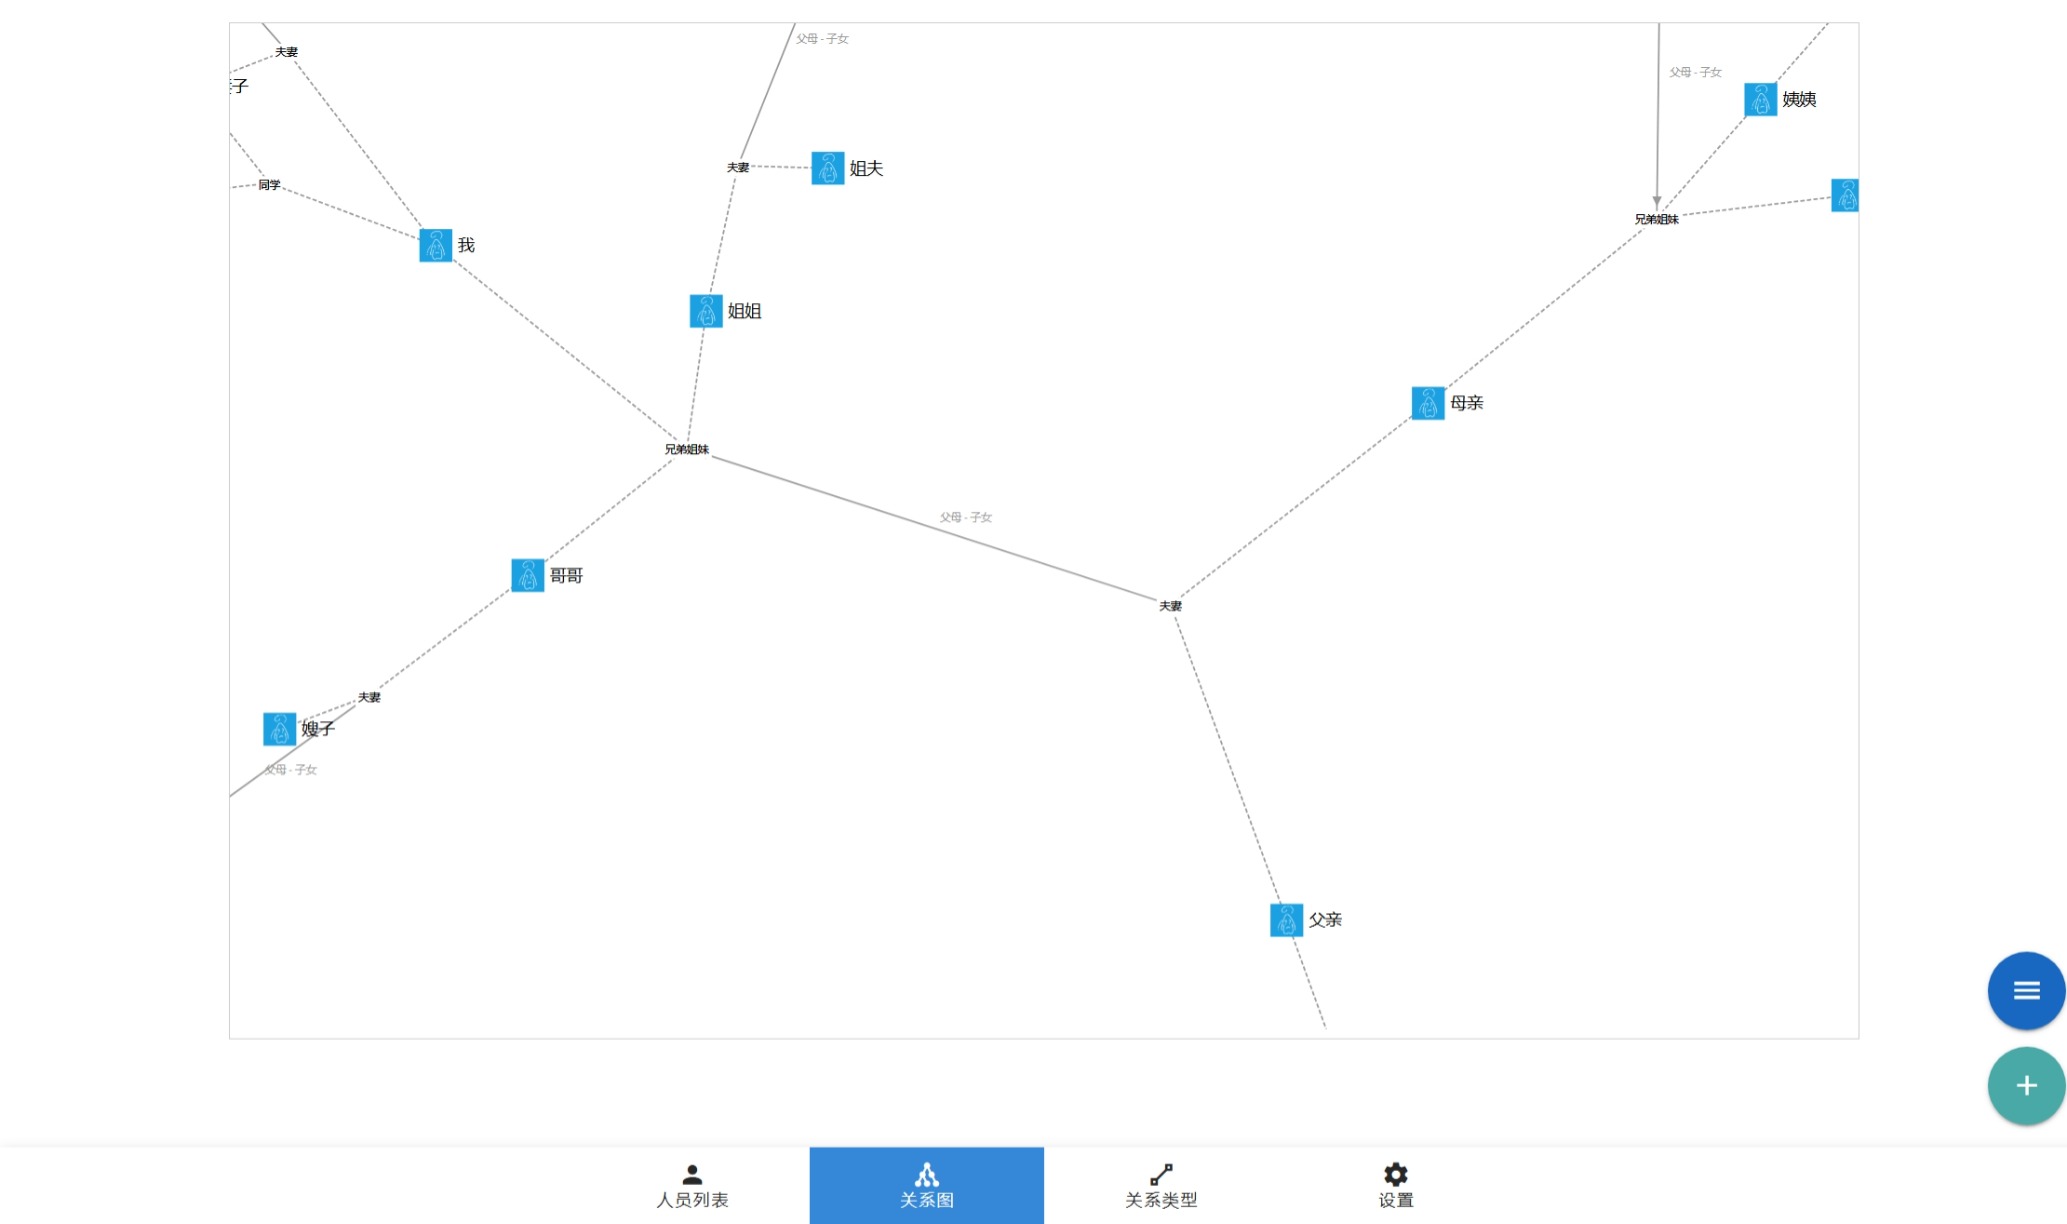 父母 - 子女
夫妻
父母 - 子女
子
姨姨
夫妻
姐夫
同学
兄弟姐妹
我
姐姐
母亲
兄弟姐妹
父母 - 子女
哥哥
夫妻
夫妻
嫂子
父母 - 子女
父亲
人员列表
关系图
关系类型
设置